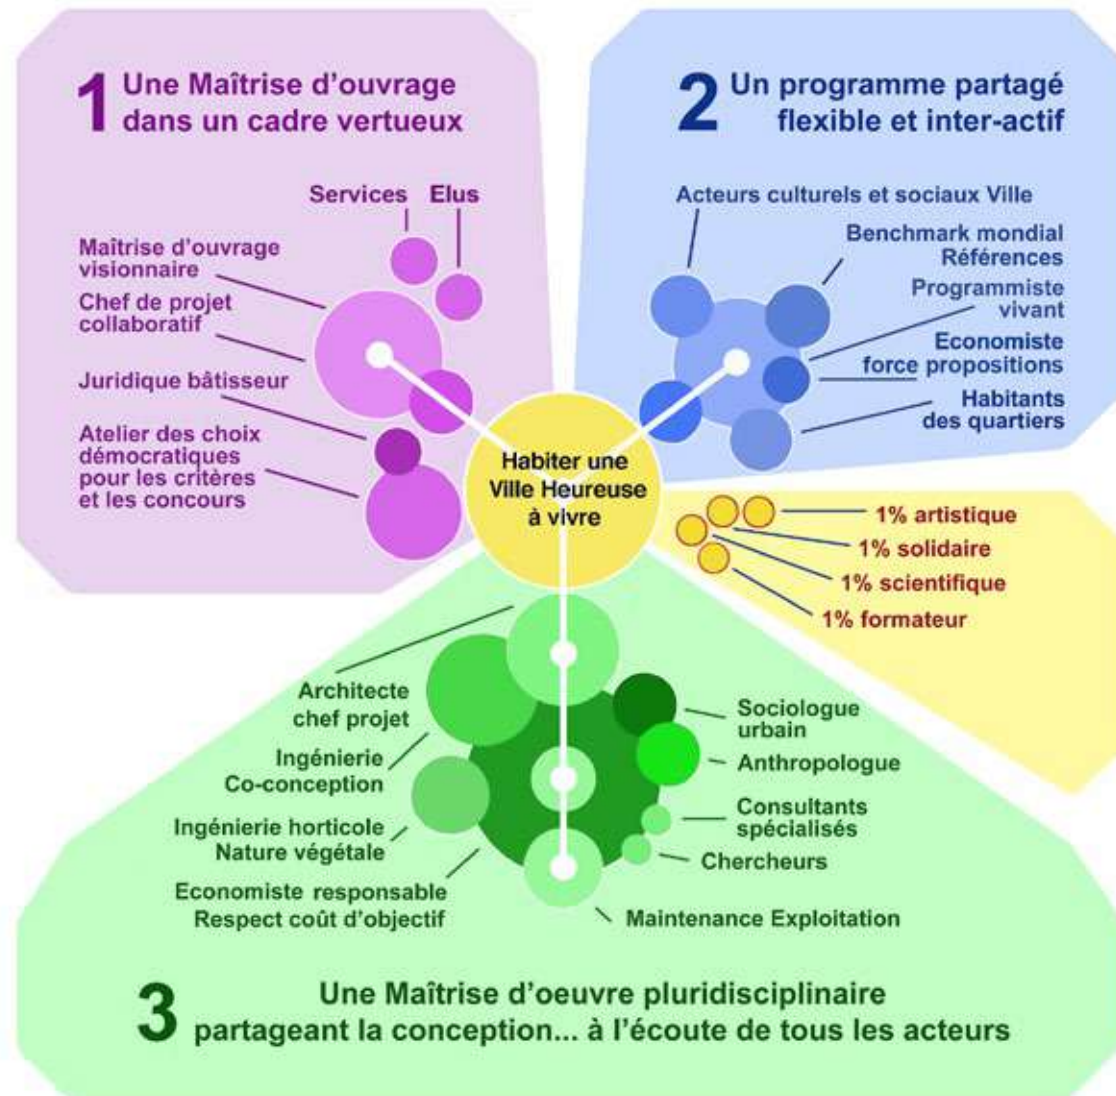 1 Une Maîtrise d'ouvrage
dans un cadre vertueux
Services Elus
Maîtrise d'ouvrage
visionnaire
Chef de projet
collaboratif
Juridique bâtisseur
Atelier des choix
démocratiques
pour les critères
et les concours
2 Un programme partagé
flexible et inter-actif
Acteurs culturels et sociaux Ville
Benchmark mondial
Références
Programmiste
vivant
Economiste
force propositions
Habitants
des quartiers
Habiter une
Ville Heureuse
à vivre
1% artistique
1% solidaire
1% scientifique
1% formateur
Architecte
chef projet
Ingénierie
Co-conception
Ingénierie horticole
Nature végétale
Economiste responsable
Respect coût d'objectif
Sociologue
urbain
Anthropologue
Consultants
spécialisés
Chercheurs
Maintenance Exploitation
3 Une Maîtrise d'oeuvre pluridisciplinaire
partageant la conception... à l'écoute de tous les acteurs